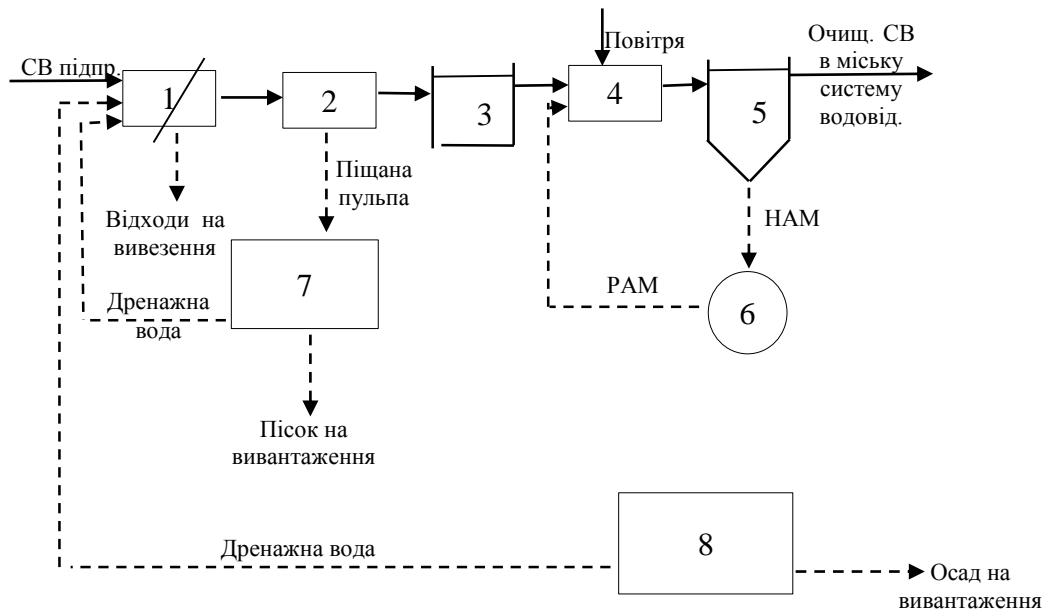 СВ підпр.
Повітря
Очищ. СВ
в міську
систему
водовід.
1
2
3
4
5
Піщана
пульпа
Відходи на
вивезення
НАМ
7
РАМ
6
Дренажна
вода
Пісок на
вивантаження
8
Дренажна вода
Осад на
вивантаження